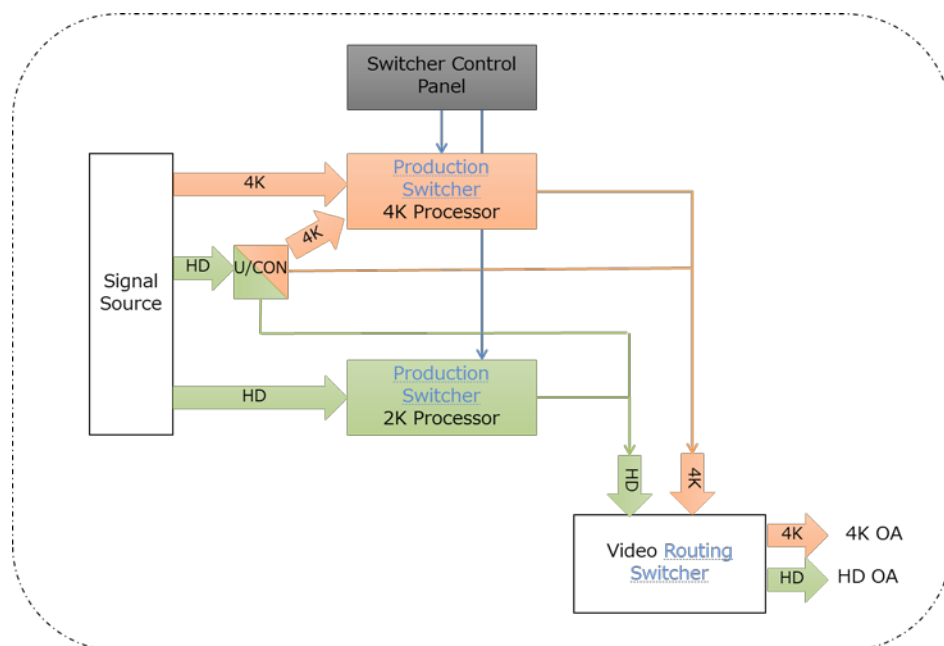 Switcher Control
Panel
Production
Switcher
4K Processor
4K
4K
HD
U/CON
Signal
Source
Production
Switcher
2K Processor
HD
HD
4K
Video Routing
Switcher
4K
4K OA
HD
HD OA